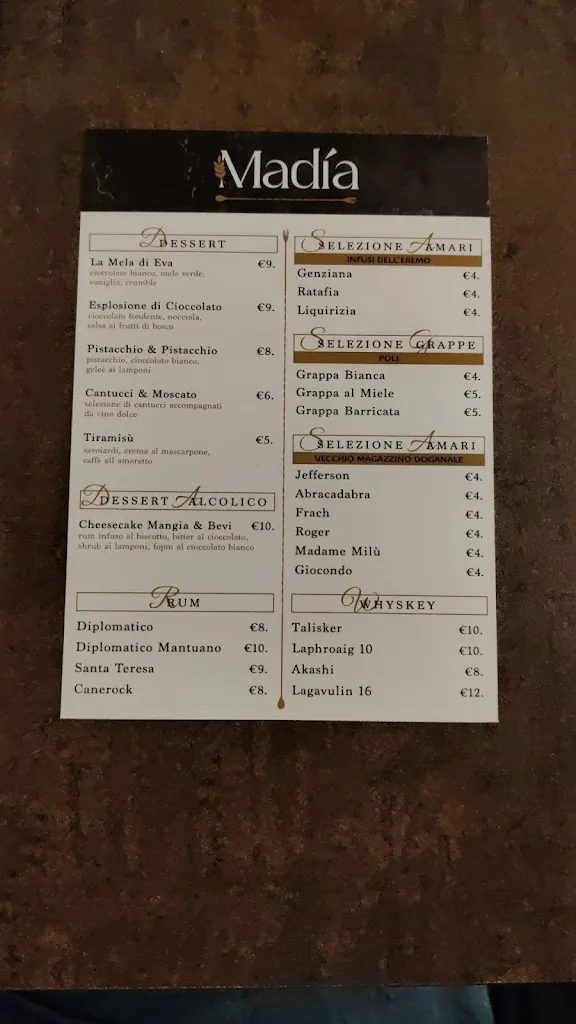 Madía
DESSERT
La Mela di Eva €9.
cioccolato bianco, mela verde,
vaniglia, crumble
Esplosione di Cioccolato €9.
cioccolato fondente, nocciola,
salsa ai frutti di bosco
Pistacchio & Pistacchio €8.
pistacchio, cioccolato bianco,
geleè ai lamponi
Cantucci & Moscato €6.
selezione di cantucci accompagnati
da vino dolce
Tiramisù €5.
savoiardi, crema al mascarpone,
caffè all amaretto
DESSERT ALCOLICO
Cheesecake Mangia & Bevi €10.
rum infuso al biscotto, bitter al cioccolato,
shrub ai lamponi, fopm al cioccolato bianco
RUM
Diplomatico €8.
Diplomatico Mantuano €10.
Santa Teresa €9.
Canerock €8.
SELEZIONE AMARI
INFUSI DELL'EREMO
Genziana €4.
Ratafia €4.
Liquirizia €4.
SELEZIONE GRAPPE
POLI
Grappa Bianca €4.
Grappa al Miele €5.
Grappa Barricata €5.
SELEZIONE AMARI
VECCHIO MAGAZZINO DOGANALE
Jefferson €4.
Abracadabra €4.
Frach €4.
Roger €4.
Madame Milù €4.
Giocondo €4.
WHYSKEY
Talisker €10.
Laphroaig 10 €10.
Akashi €8.
Lagavulin 16 €12.